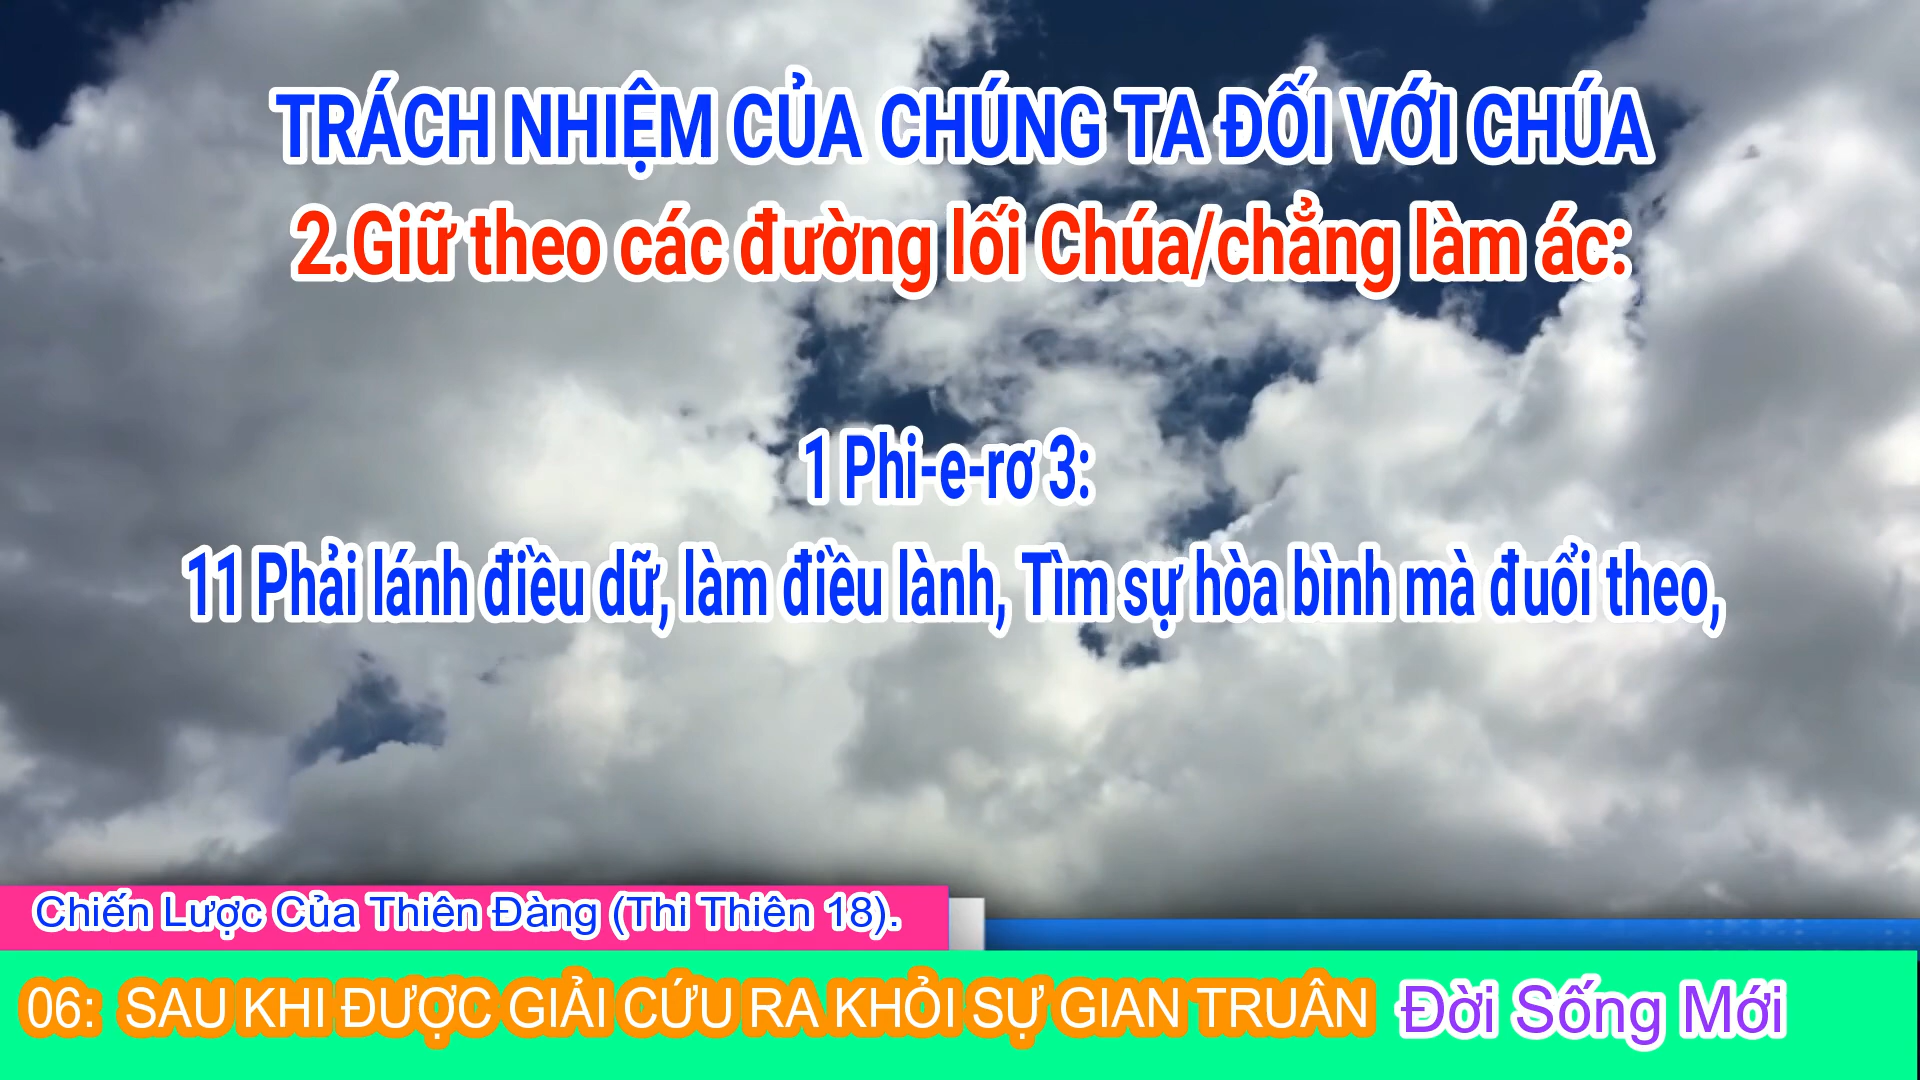 TRÁCH NHIỆM CỦA CHÚNG TA ĐỐI VỚI CHÚA
2.Giữ theo các đường lối Chúa/chẳng làm ác:
1 Phi-e-rơ 3:
11 Phải lánh điều dữ, làm điều lành, Tìm sự hòa bình mà đuổi theo,
Chiến Lược Của Thiên Đàng (Thi Thiên 18).
06: SAU KHI ĐƯỢC GIẢI CỨU RA KHỎI SỰ GIAN TRUÂN Đời Sống Mới